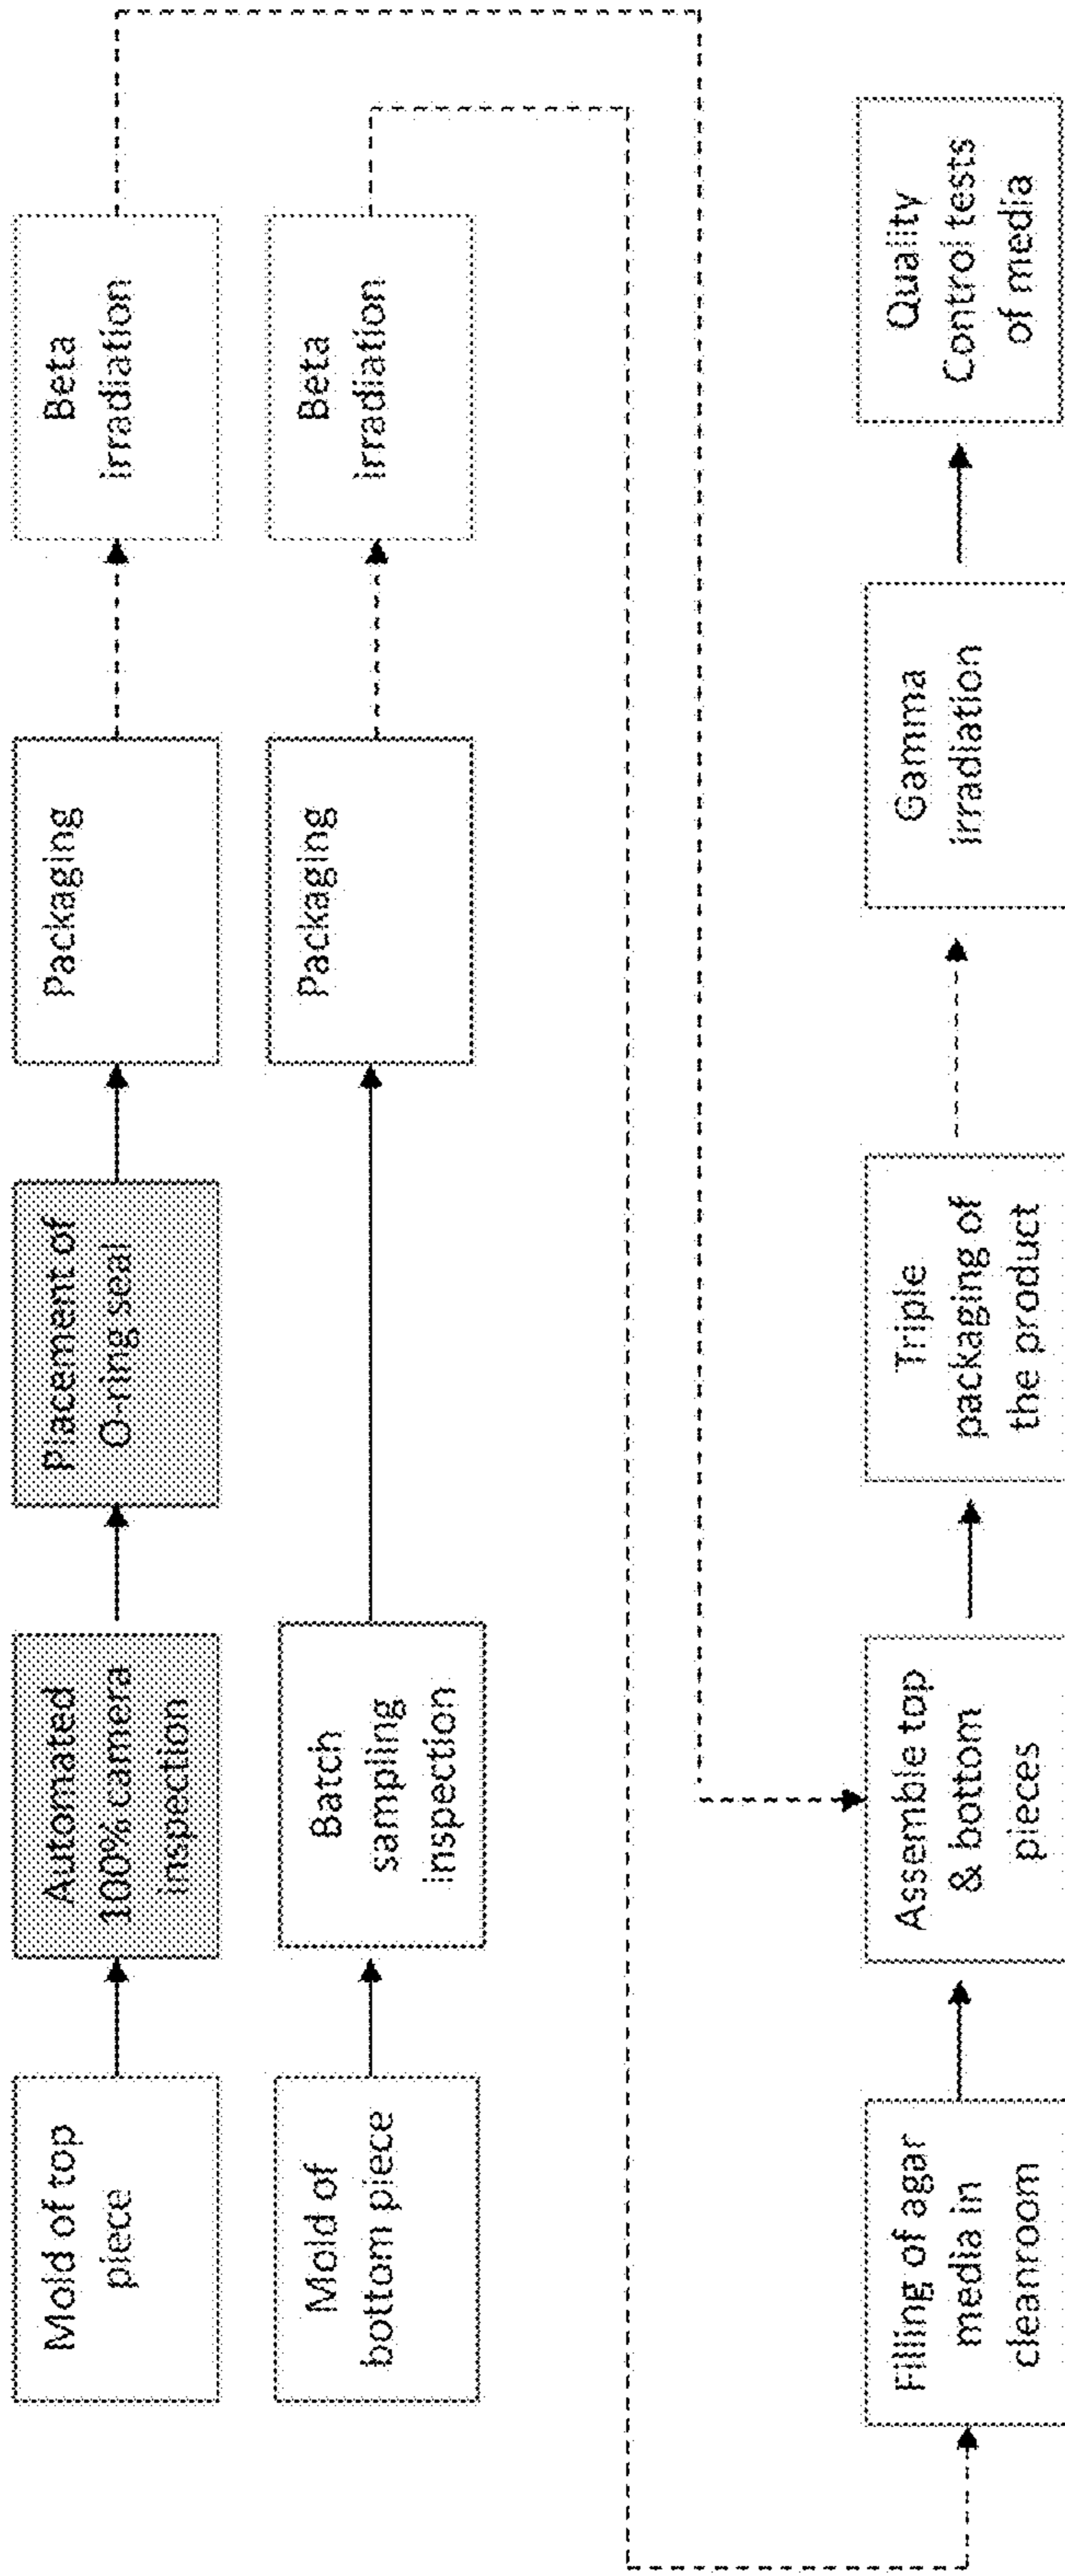 Mold of top
piece
Automated
100% camera
inspection
Placement of
O-ring seal
Packaging
Beta
irradiation
Mold of
bottom piece
Batch
sampling
inspection
Packaging
Beta
irradiation
Filling of agar
media in
cleanroom
Assemble top
& bottom
pieces
Triple
packaging of
the product
Gamma
irradiation
Quality
Control tests
of media